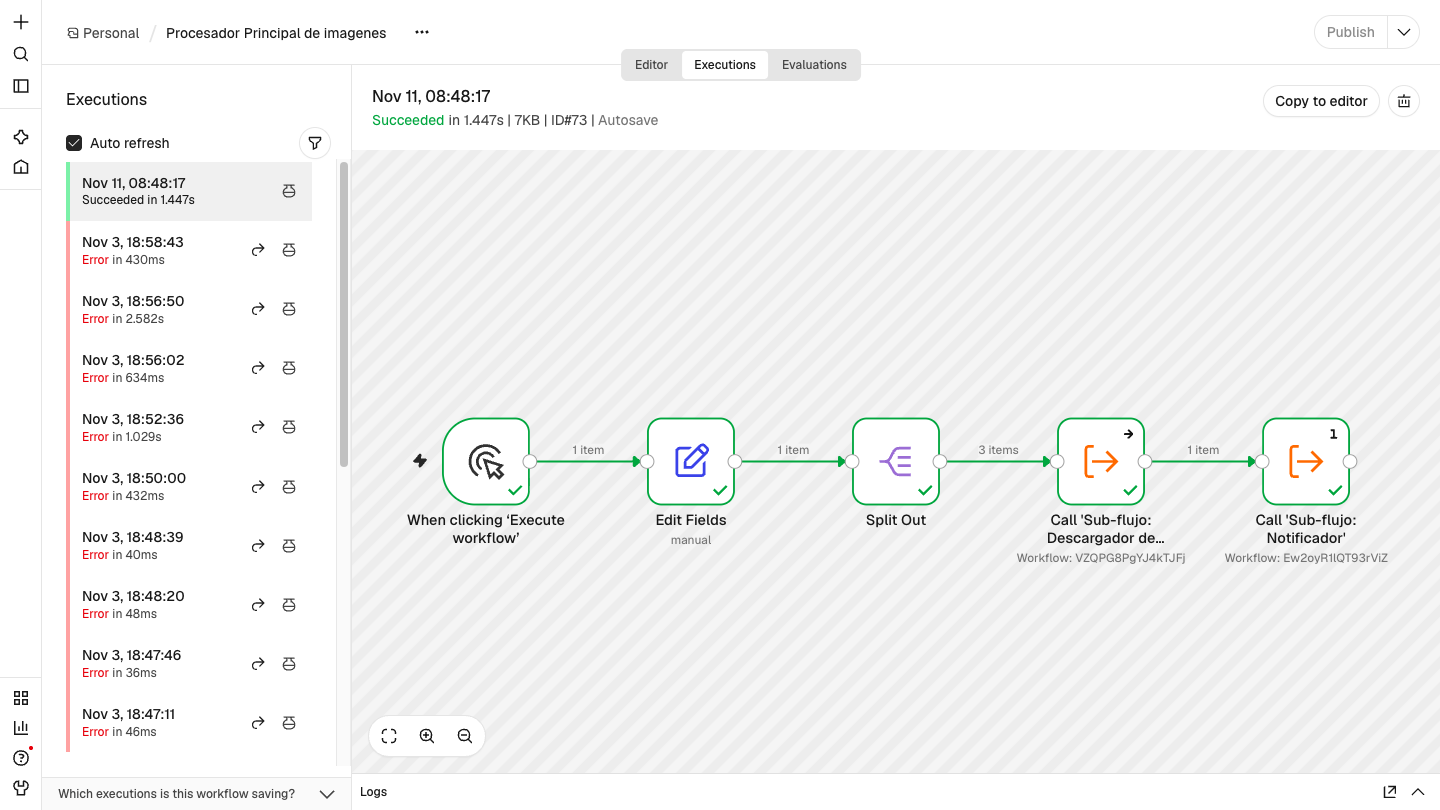 Personal / Procesador Principal de imagenes ...
Publish
Editor Executions Evaluations
Executions
Auto refresh
Nov 11, 08:48:17
Succeeded in 1.447s
Nov 3, 18:58:43
Error in 430ms
Nov 3, 18:56:50
Error in 2.582s
Nov 3, 18:56:02
Error in 634ms
Nov 3, 18:52:36
Error in 1.029s
Nov 3, 18:50:00
Error in 432ms
Nov 3, 18:48:39
Error in 40ms
Nov 3, 18:48:20
Error in 48ms
Nov 3, 18:47:46
Error in 36ms
Nov 3, 18:47:11
Error in 46ms
Which executions is this workflow saving?
Nov 11, 08:48:17
Succeeded in 1.447s | 7KB | ID#73 | Autosave
Copy to editor
1 item
1 item
3 items
1 item
1
When clicking ‘Execute
workflow’
Edit Fields
manual
Split Out
Call 'Sub-flujo:
Descargador de...
Workflow: VZQPG8PgYJ4kTJFj
Call 'Sub-flujo:
Notificador'
Workflow: Ew2oyR1IQT93rViZ
Logs